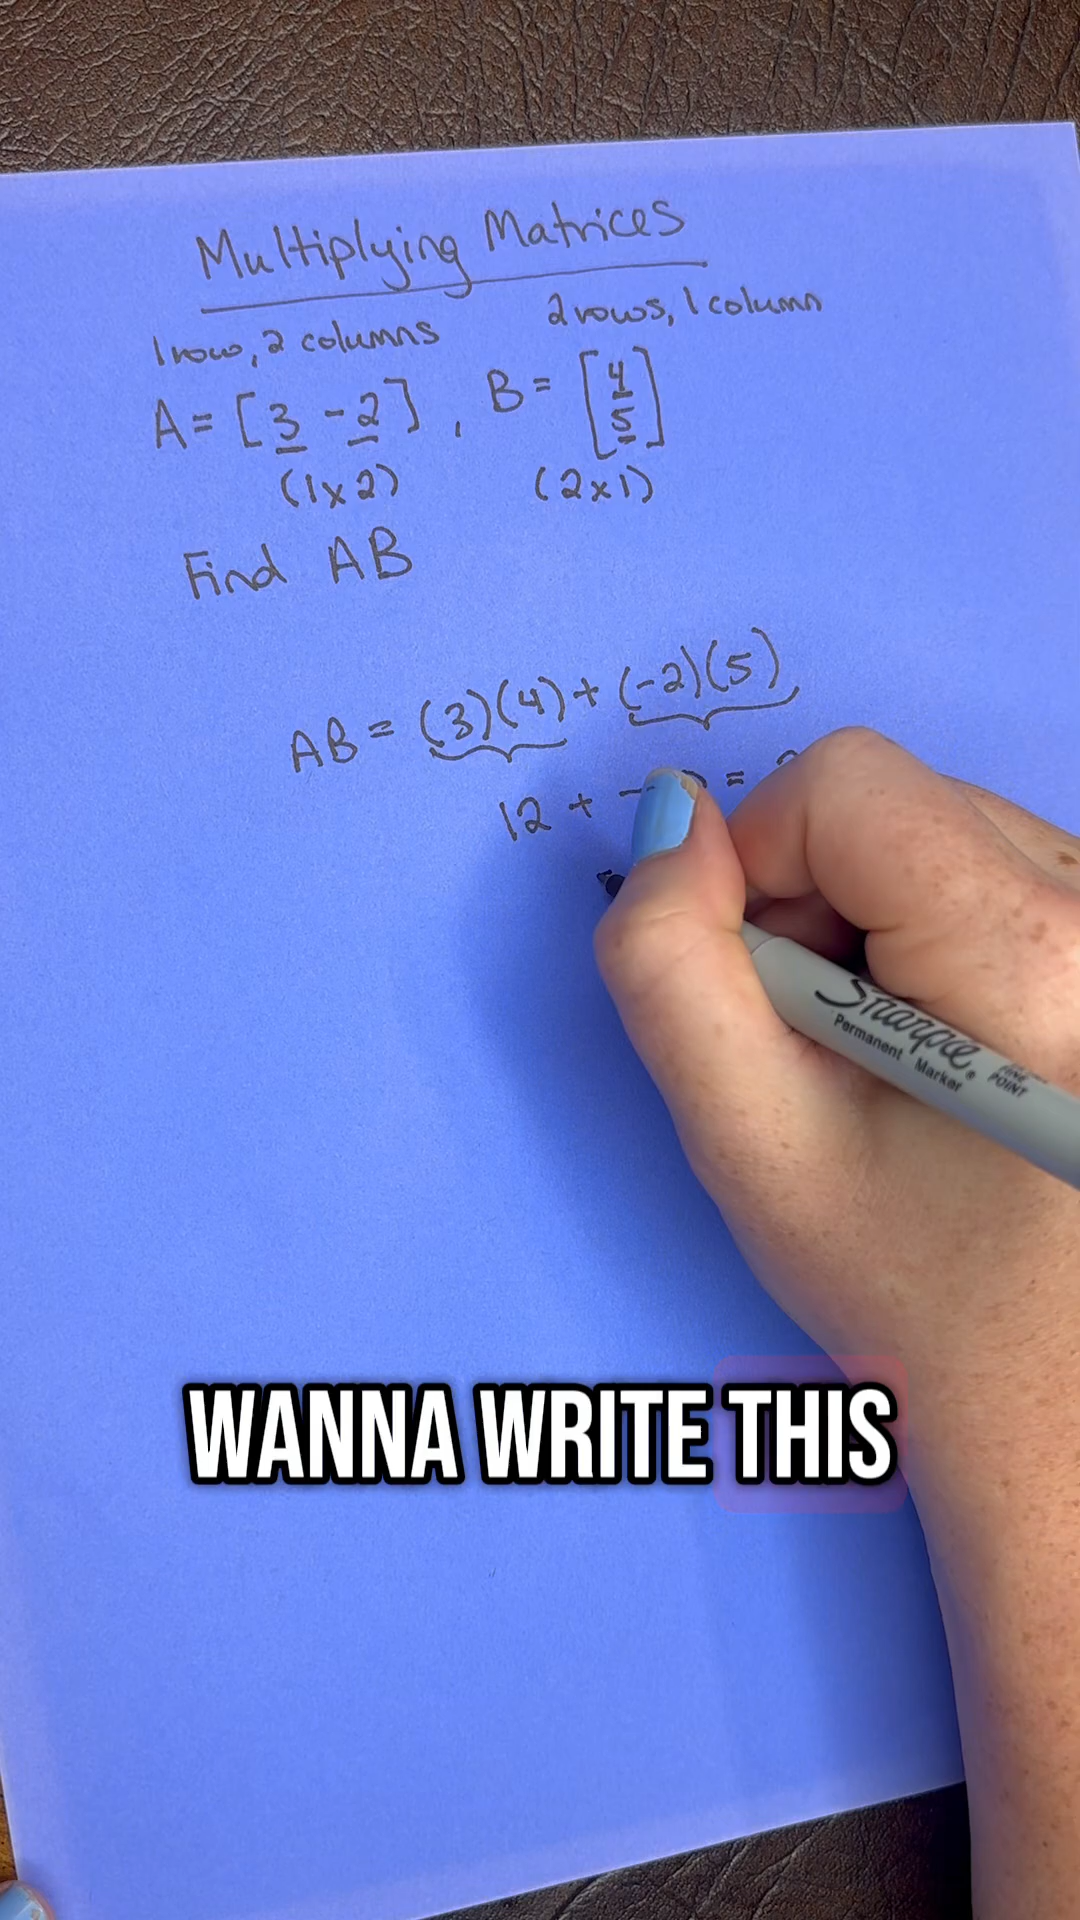 Multiplying Matrices
1 row, 2 columns
2 rows, 1 column
A = [3 -2] , B = [4
5]
(1x2) (2x1)
Find AB
AB = (3)(4) + (-2)(5)
12 + - =
Sharpie®
Permanent Marker
FINE POINT
WANNA WRITE THIS